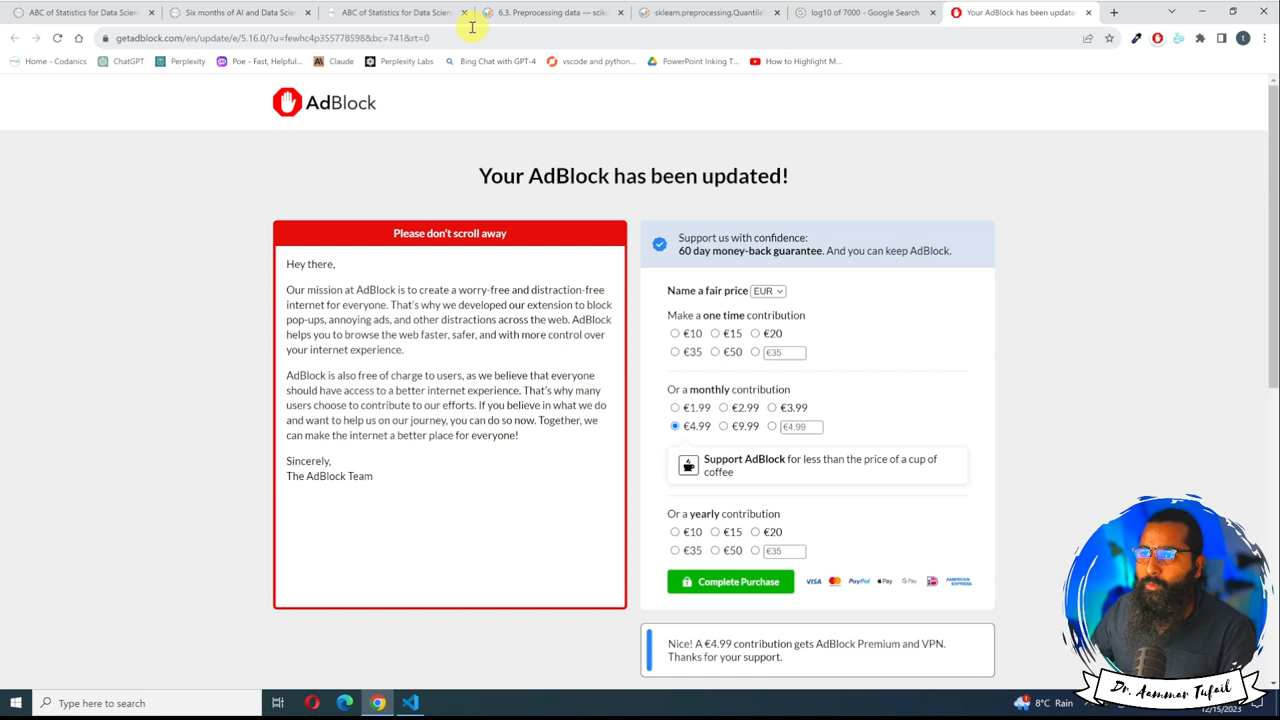 ABC of Statistics for Data Scien
Six months of AI and Data Scien
ABC of Statistics for Data Scien
6.3. Preprocessing data — sciki
sklearn.preprocessing.Quantile
log10 of 7000 - Google Search
Your AdBlock has been updated
getadblock.com/en/update/e/5.16.0/?u=fewhc4p355778598&bc=741&rt=0
Home - Codanics
ChatGPT
Perplexity
Poe - Fast, Helpful...
Claude
Perplexity Labs
Bing Chat with GPT-4
vscode and python...
PowerPoint Inking T...
How to Highlight M...
AdBlock
Your AdBlock has been updated!
Please don't scroll away
Hey there,
Our mission at AdBlock is to create a worry-free and distraction-free
internet for everyone. That's why we developed our extension to block
pop-ups, annoying ads, and other distractions across the web. AdBlock
helps you to browse the web faster, safer, and with more control over
your internet experience.
AdBlock is also free of charge to users, as we believe that everyone
should have access to a better internet experience. That's why many
users choose to contribute to our efforts. If you believe in what we do
and want to help us on our journey, you can do so now. Together, we
can make the internet a better place for everyone!
Sincerely,
The AdBlock Team
Support us with confidence:
60 day money-back guarantee. And you can keep AdBlock.
Name a fair price EUR
Make a one time contribution
€10 €15 €20
€35 €50 €35
Or a monthly contribution
€1.99 €2.99 €3.99
€4.99 €9.99 €4.99
Support AdBlock for less than the price of a cup of
coffee
Or a yearly contribution
€10 €15 €20
€35 €50 €35
Complete Purchase
VISA PayPal Pay G Pay AMERICAN EXPRESS
Nice! A €4.99 contribution gets AdBlock Premium and VPN.
Thanks for your support.
Dr. Aammar Tufail
Type here to search
8°C Rain
12/15/2023